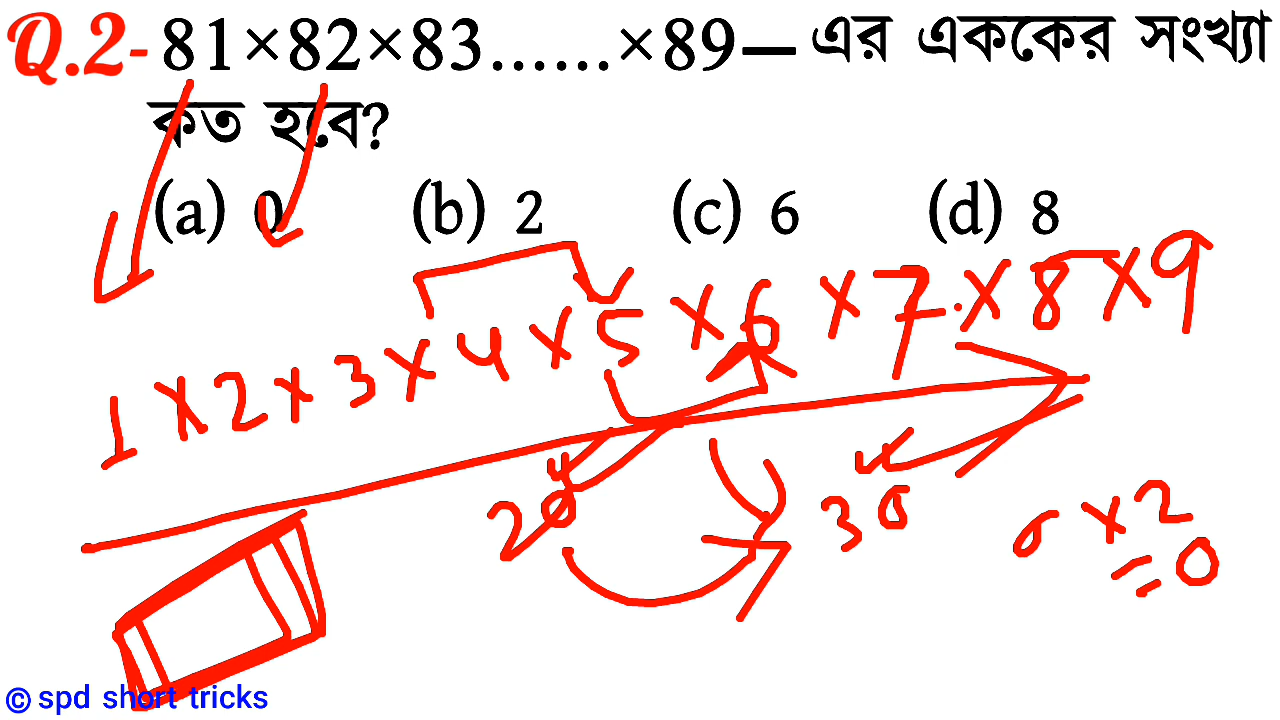 Q.2- 81×82×83......×89— এর এককের সংখ্যা
কত হবে?
(a) 0 (b) 2 (c) 6 (d) 8
1×2×3×4×5×6×7×8×9
20 30 0×2
=0
© spd short tricks